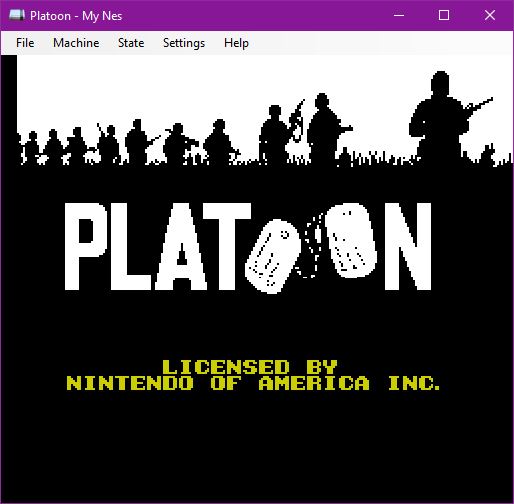 Platoon - My Nes
File Machine State Settings Help
PLATOON
LICENSED BY
NINTENDO OF AMERICA INC.